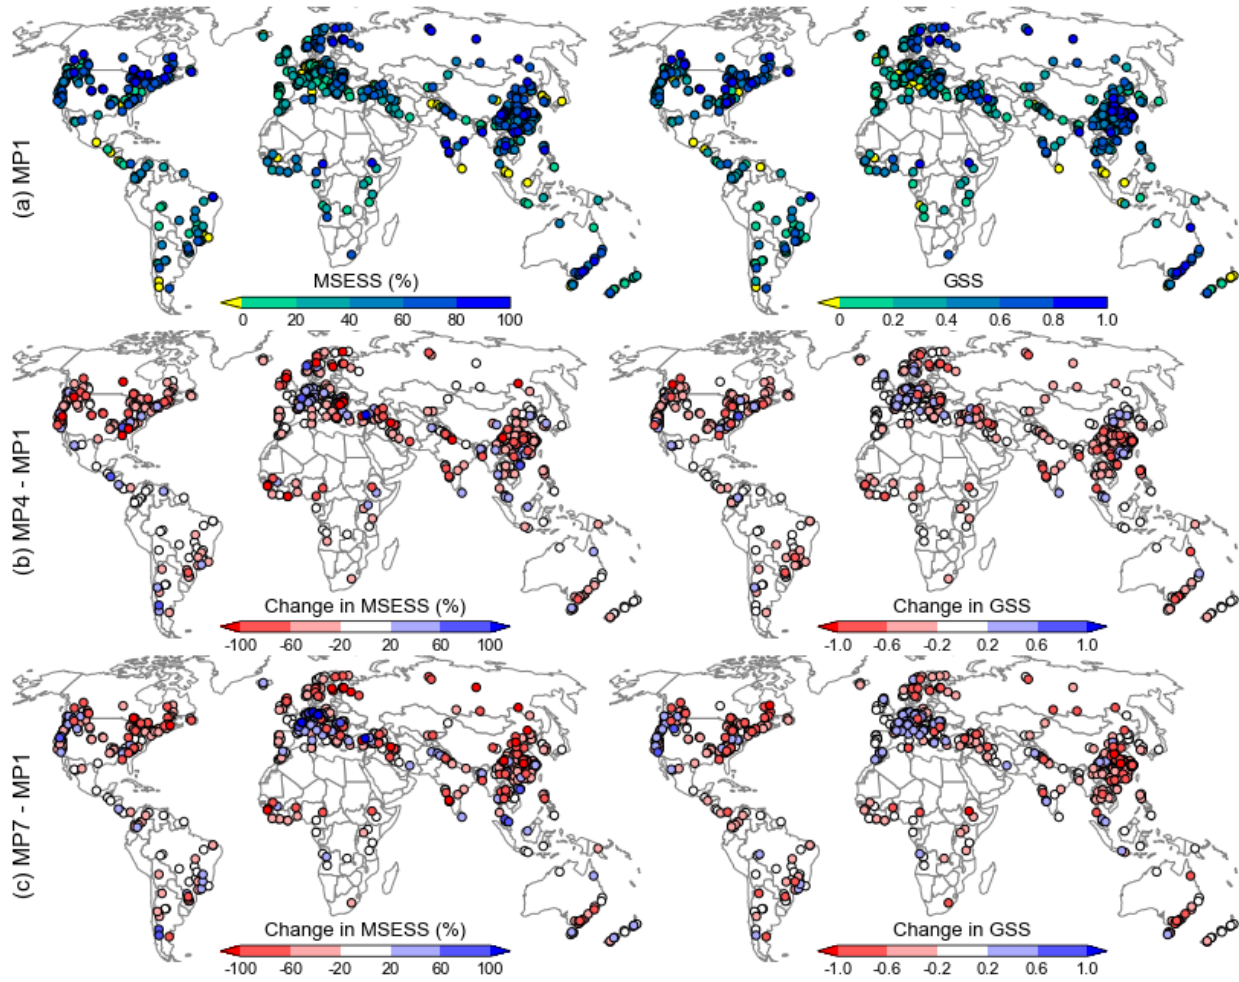 (a) MP1
MSESS (%)
0 20 40 60 80 100
GSS
0 0.2 0.4 0.6 0.8 1.0
(b) MP4 - MP1
Change in MSESS (%)
-100 -60 -20 20 60 100
Change in GSS
-1.0 -0.6 -0.2 0.2 0.6 1.0
(c) MP7 - MP1
Change in MSESS (%)
-100 -60 -20 20 60 100
Change in GSS
-1.0 -0.6 -0.2 0.2 0.6 1.0